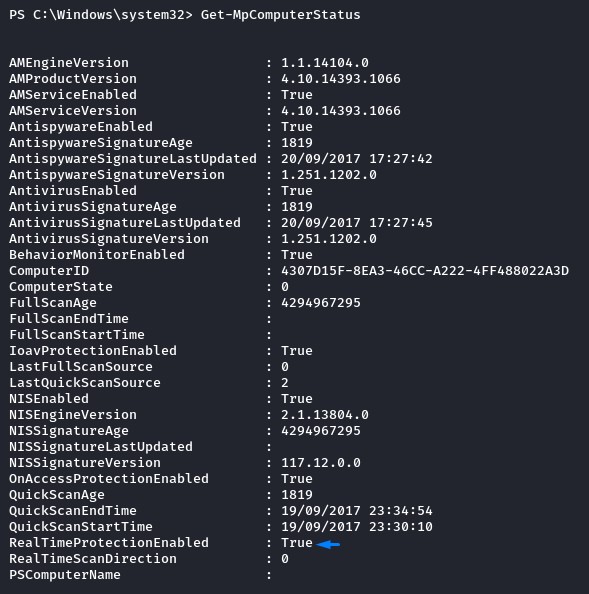 PS C:\Windows\system32> Get-MpComputerStatus
AMEngineVersion : 1.1.14104.0
AMProductVersion : 4.10.14393.1066
AMServiceEnabled : True
AMServiceVersion : 4.10.14393.1066
AntispywareEnabled : True
AntispywareSignatureAge : 1819
AntispywareSignatureLastUpdated : 20/09/2017 17:27:42
AntispywareSignatureVersion : 1.251.1202.0
AntivirusEnabled : True
AntivirusSignatureAge : 1819
AntivirusSignatureLastUpdated : 20/09/2017 17:27:45
AntivirusSignatureVersion : 1.251.1202.0
BehaviorMonitorEnabled : True
ComputerID : 4307D15F-8EA3-46CC-A222-4FF488022A3D
ComputerState : 0
FullScanAge : 4294967295
FullScanEndTime :
FullScanStartTime :
IoavProtectionEnabled : True
LastFullScanSource : 0
LastQuickScanSource : 2
NISEnabled : True
NISEngineVersion : 2.1.13804.0
NISSignatureAge : 4294967295
NISSignatureLastUpdated :
NISSignatureVersion : 117.12.0.0
OnAccessProtectionEnabled : True
QuickScanAge : 1819
QuickScanEndTime : 19/09/2017 23:34:54
QuickScanStartTime : 19/09/2017 23:30:10
RealTimeProtectionEnabled : True
RealTimeScanDirection : 0
PSComputerName :